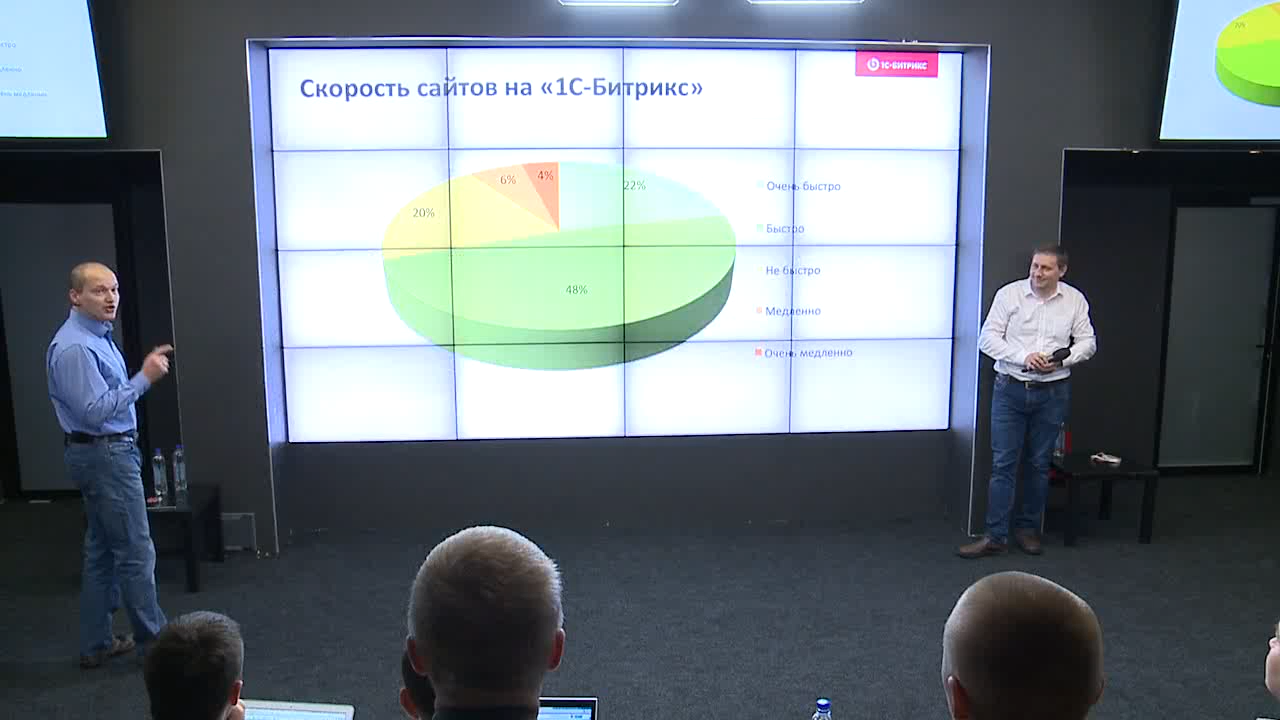 Скорость сайтов на «1С-Битрикс»
1С-БИТРИКС
4%
6%
22%
20%
48%
Очень быстро
Быстро
Не быстро
Медленно
Очень медленно